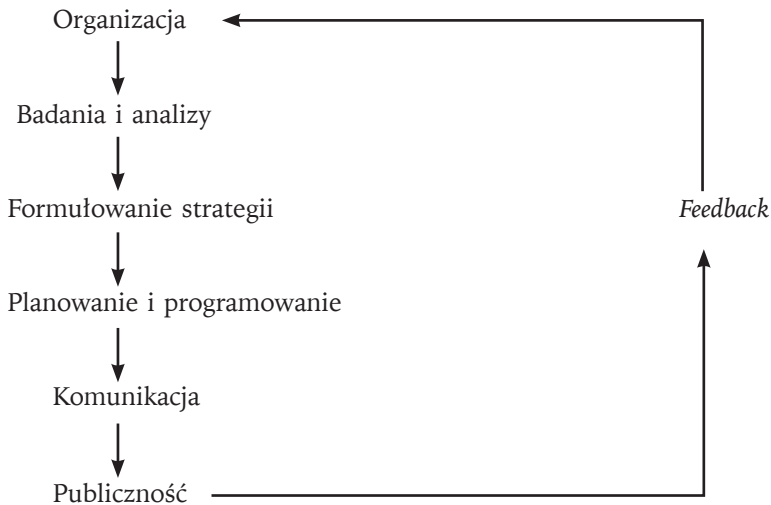 Organizacja
Badania i analizy
Formułowanie strategii
Feedback
Planowanie i programowanie
Komunikacja
Publiczność